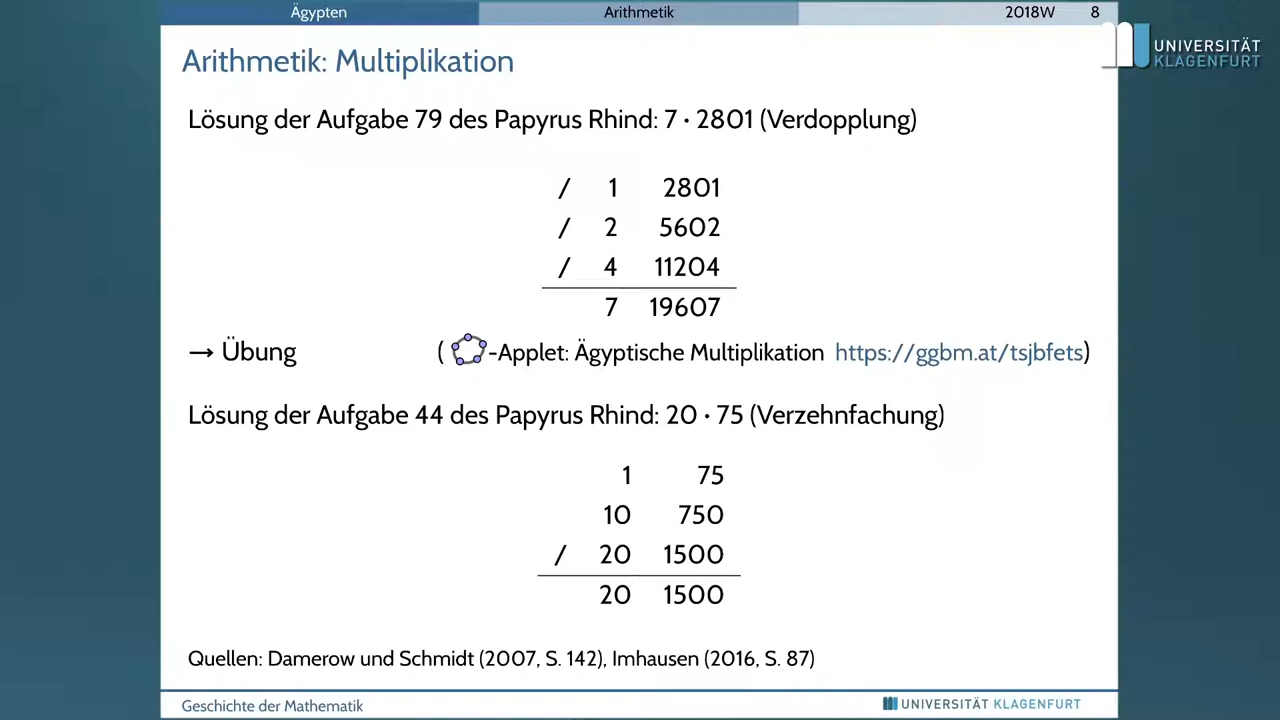 Ägypten Arithmetik 2018W 8
UNIVERSITÄT
KLAGENFURT
Arithmetik: Multiplikation
Lösung der Aufgabe 79 des Papyrus Rhind: 7 · 2801 (Verdopplung)
/ 1 2801
/ 2 5602
/ 4 11204
7 19607
→ Übung ( -Applet: Ägyptische Multiplikation https://ggbm.at/tsjbfets)
Lösung der Aufgabe 44 des Papyrus Rhind: 20 · 75 (Verzehnfachung)
1 75
10 750
/ 20 1500
20 1500
Quellen: Damerow und Schmidt (2007, S. 142), Imhausen (2016, S. 87)
Geschichte der Mathematik UNIVERSITÄT KLAGENFURT